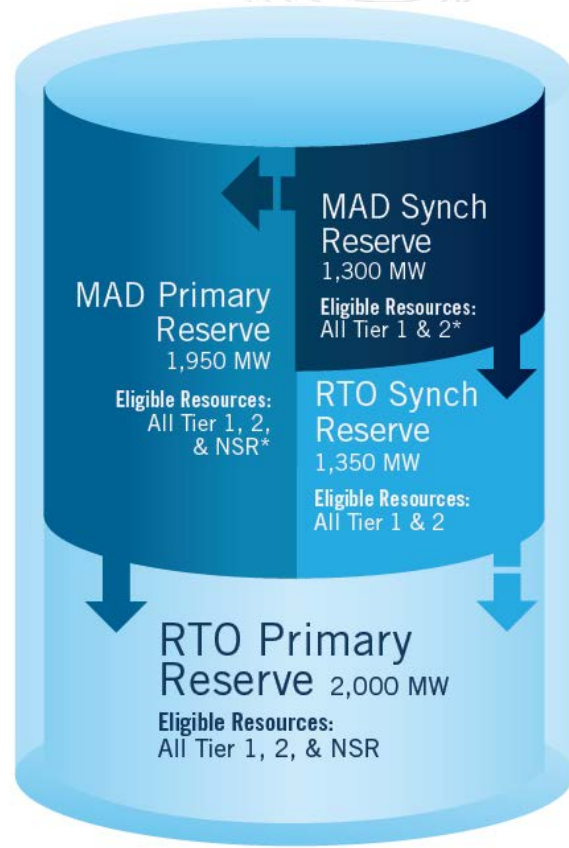 MAD Synch
Reserve
1,300 MW
Eligible Resources:
All Tier 1 & 2*
MAD Primary
Reserve
1,950 MW
Eligible Resources:
All Tier 1, 2,
& NSR*
RTO Synch
Reserve
1,350 MW
Eligible Resources:
All Tier 1 & 2
RTO Primary
Reserve 2,000 MW
Eligible Resources:
All Tier 1, 2, & NSR